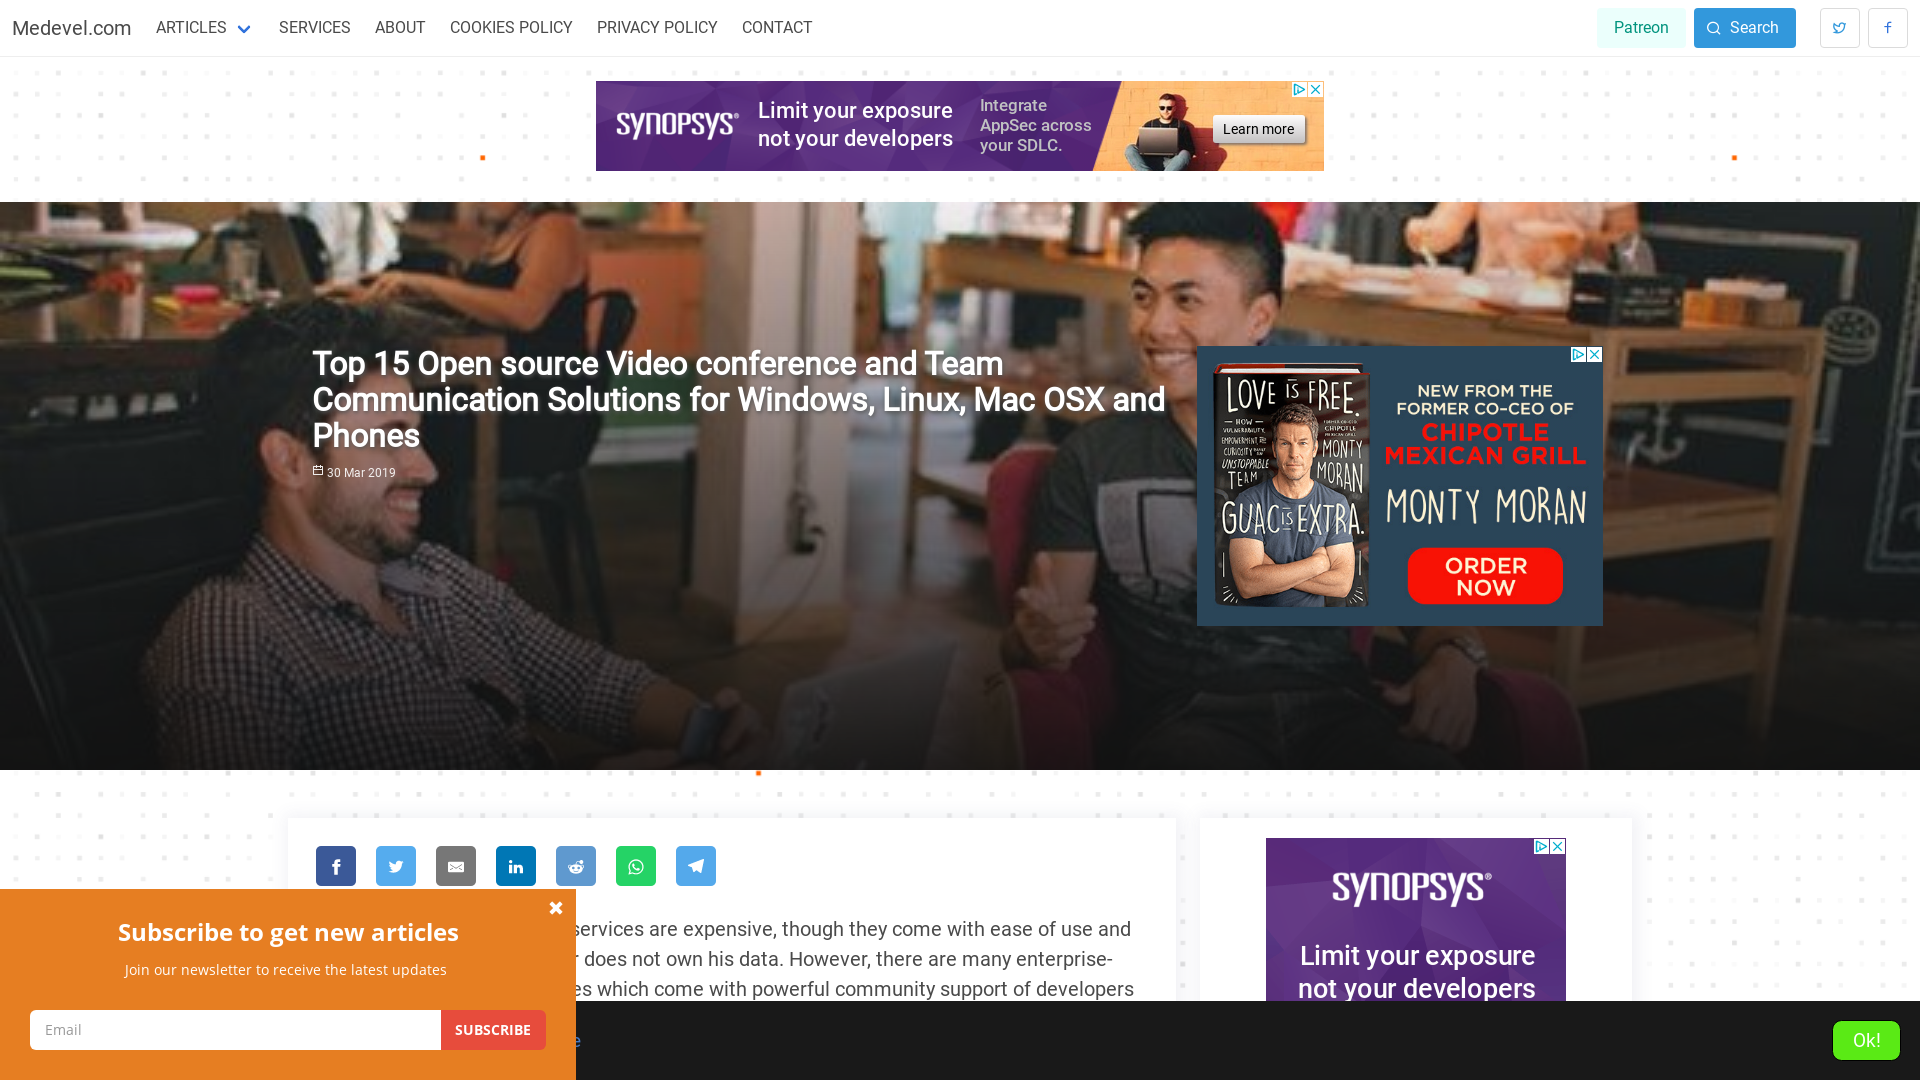 Medevel.com ARTICLES SERVICES ABOUT COOKIES POLICY PRIVACY POLICY CONTACT Patreon Search
SYNOPSYS®
Limit your exposure
not your developers
Integrate
AppSec across
your SDLC.
Learn more
Top 15 Open source Video conference and Team
Communication Solutions for Windows, Linux, Mac OSX and
Phones
30 Mar 2019
LOVE IS FREE.
HOW
VULNERABILITY,
EMPOWERMENT, AND
CURIOSITY
UNSTOPPABLE
TEAM
FORMER CO-CEO
CHIPOTLE
MEXICAN GRILL
MONTY
MORAN
GUAC IS EXTRA.
NEW FROM THE
FORMER CO-CEO OF
CHIPOTLE
MEXICAN GRILL
MONTY MORAN
ORDER
NOW
services are expensive, though they come with ease of use and
r does not own his data. However, there are many enterprise-
es which come with powerful community support of developers
Subscribe to get new articles
Join our newsletter to receive the latest updates
Email
SUBSCRIBE
SYNOPSYS®
Limit your exposure
not your developers
e
Ok!